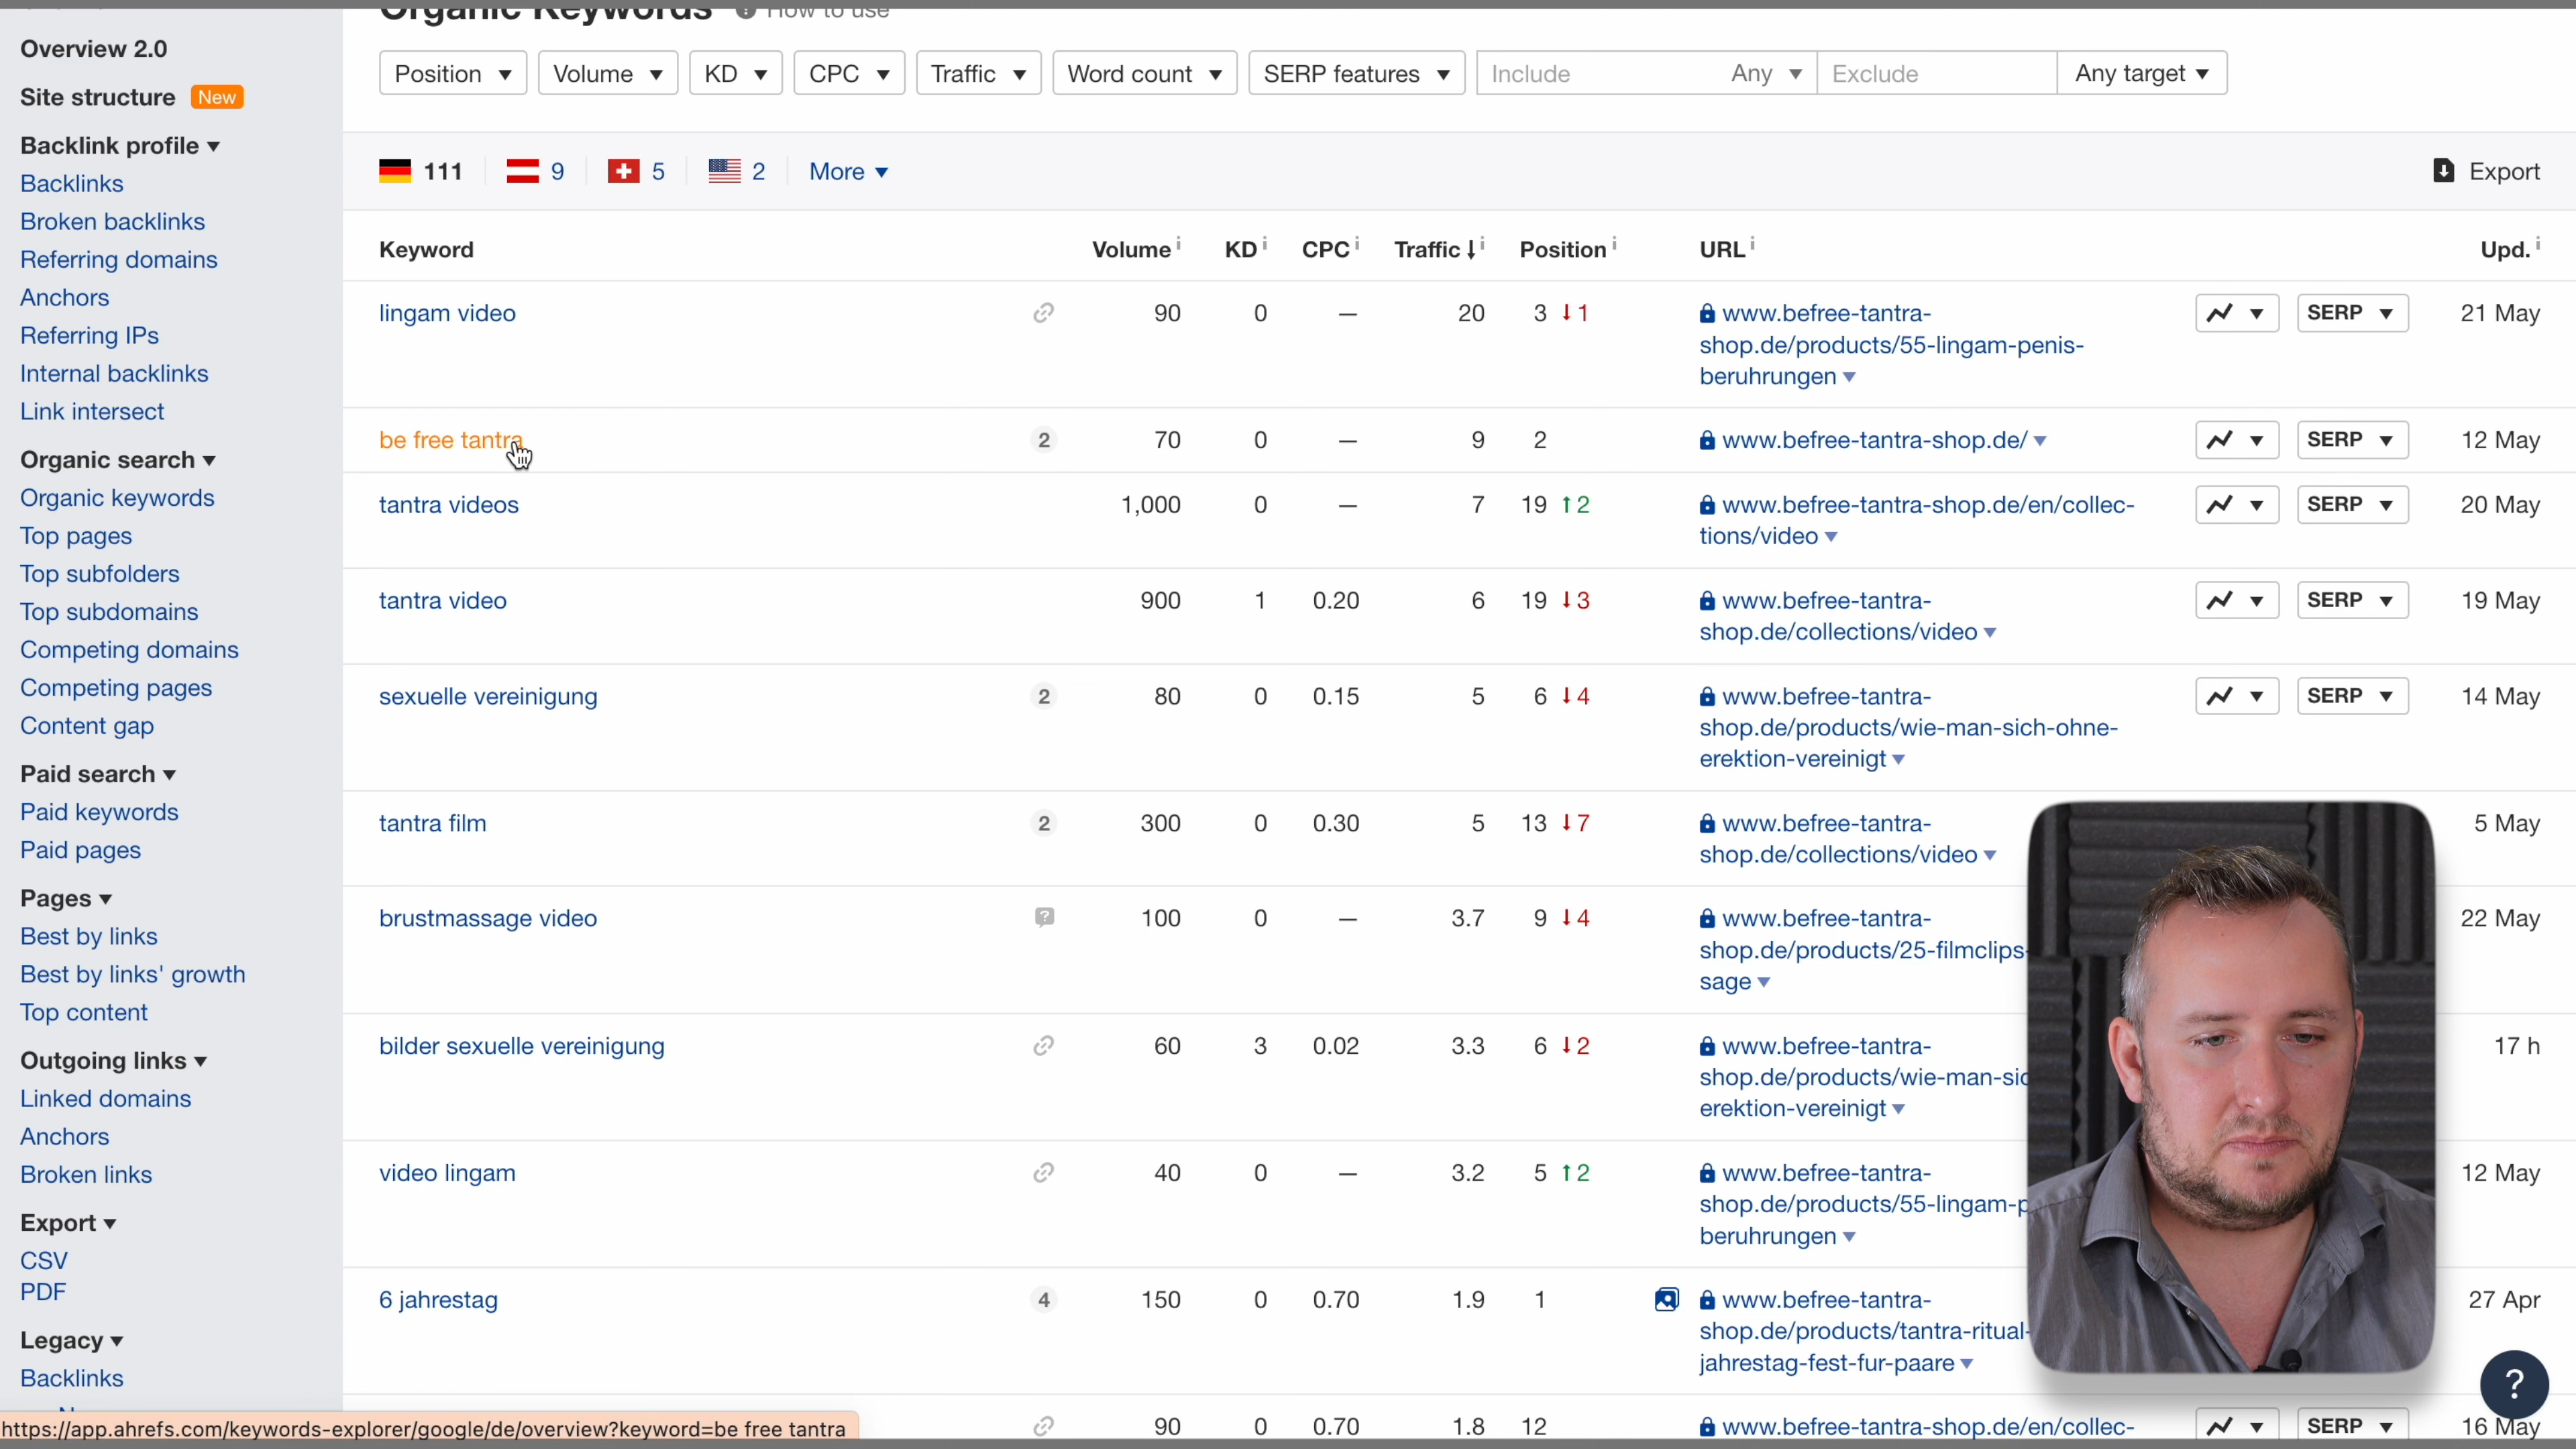 Organic Keywords How to use
Overview 2.0
Site structure New
Backlink profile
Backlinks
Broken backlinks
Referring domains
Anchors
Referring IPs
Internal backlinks
Link intersect
Organic search
Organic keywords
Top pages
Top subfolders
Top subdomains
Competing domains
Competing pages
Content gap
Paid search
Paid keywords
Paid pages
Pages
Best by links
Best by links' growth
Top content
Outgoing links
Linked domains
Anchors
Broken links
Export
CSV
PDF
Legacy
Backlinks
https://app.ahrefs.com/keywords-explorer/google/de/overview?keyword=be free tantra
Position Volume KD CPC Traffic Word count SERP features Include Any Exclude Any target
111 9 5 2 More Export
Keyword Volume KD CPC Traffic Position URL Upd.
lingam video 90 0 — 20 3 ↓1 www.befree-tantra- SERP 21 May
shop.de/products/55-lingam-penis-
beruhrungen
be free tantra 2 70 0 — 9 2 www.befree-tantra-shop.de/ SERP 12 May
tantra videos 1,000 0 — 7 19 ↑2 www.befree-tantra-shop.de/en/collec- SERP 20 May
tions/video
tantra video 900 1 0.20 6 19 ↓3 www.befree-tantra- SERP 19 May
shop.de/collections/video
sexuelle vereinigung 2 80 0 0.15 5 6 ↓4 www.befree-tantra- SERP 14 May
shop.de/products/wie-man-sich-ohne-
erektion-vereinigt
tantra film 2 300 0 0.30 5 13 ↓7 www.befree-tantra- 5 May
shop.de/collections/video
brustmassage video ? 100 0 — 3.7 9 ↓4 www.befree-tantra- 22 May
shop.de/products/25-filmclips-
sage
bilder sexuelle vereinigung 60 3 0.02 3.3 6 ↓2 www.befree-tantra- 17 h
shop.de/products/wie-man-sic
erektion-vereinigt
video lingam 40 0 — 3.2 5 ↑2 www.befree-tantra- 12 May
shop.de/products/55-lingam-p
beruhrungen
6 jahrestag 4 150 0 0.70 1.9 1 www.befree-tantra- 27 Apr
shop.de/products/tantra-ritual-
jahrestag-fest-fur-paare
?
90 0 0.70 1.8 12 www.befree-tantra-shop.de/en/collec- SERP 16 May